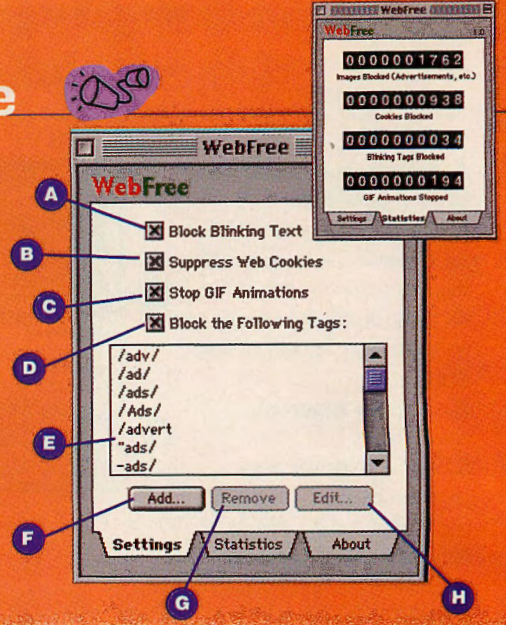 e
WebFree
WebFree 1.0
0000001762
Images Blocked (Advertisements, etc.)
0000000938
Cookies Blocked
0000000034
Blinking Tags Blocked
0000000194
GIF Animations Stopped
Settings Statistics About
WebFree
WebFree
A
Block Blinking Text
B
Suppress Web Cookies
C
Stop GIF Animations
D
Block the Following Tags:
E
/adv/
/ad/
/ads/
/Ads/
/advert
"ads/
-ads/
F
Add... Remove Edit...
G
H
Settings Statistics About